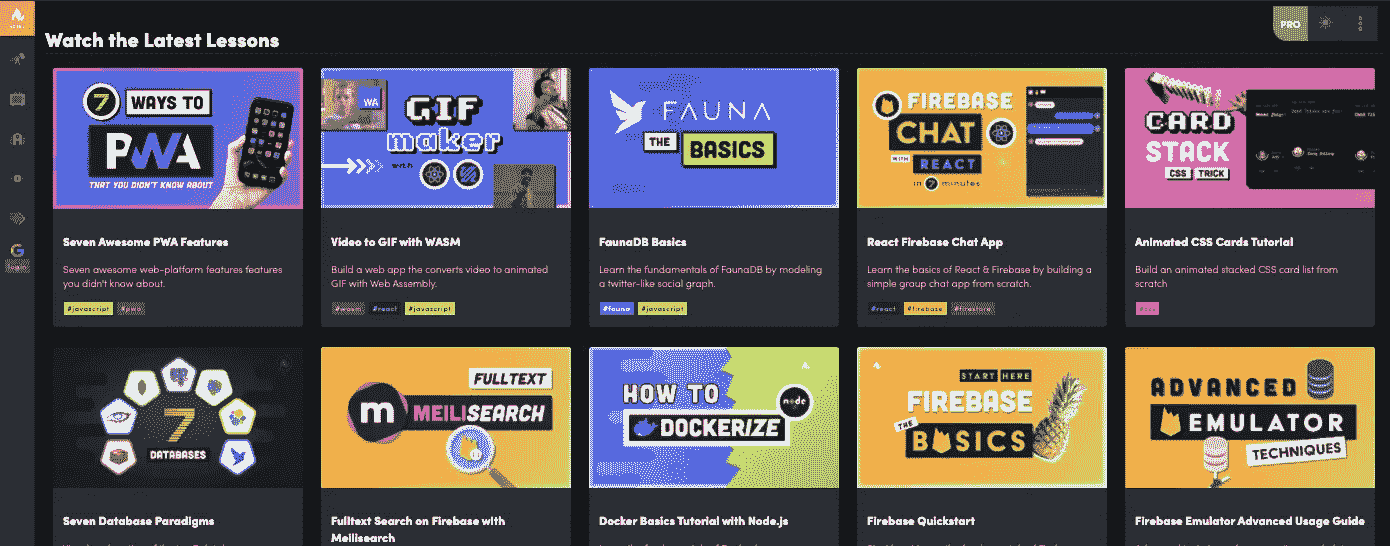 PRO
Watch the Latest Lessons
7 WAYS TO
PWA
THAT YOU DIDN'T KNOW ABOUT
WA
GIF
maker
with
FAUNA
THE BASICS
FIREBASE
CHAT
WITH REACT
in 7 minutes
CARD
STACK
CSS TRICK
Seven Awesome PWA Features
Seven awesome web-platform features features
you didn't know about.
#javascript #pwa
Video to GIF with WASM
Build a web app the converts video to animated
GIF with Web Assembly.
#wasm #react #javascript
FaunaDB Basics
Learn the fundamentals of FaunaDB by modeling
a twitter-like social graph.
#fauna #javascript
React Firebase Chat App
Learn the basics of React & Firebase by building a
simple group chat app from scratch.
#react #firebase #firestore
Animated CSS Cards Tutorial
Build an animated stacked CSS card list from
scratch
#css
Login
7
DATABASES
FULLTEXT
m MEILISEARCH
HOW TO
DOCKERIZE
node
START HERE
FIREBASE
THE BASICS
ADVANCED
EMULATOR
TECHNIQUES
Seven Database Paradigms
Fulltext Search on Firebase with
Meilisearch
Docker Basics Tutorial with Node.js
Firebase Quickstart
Firebase Emulator Advanced Usage Guide